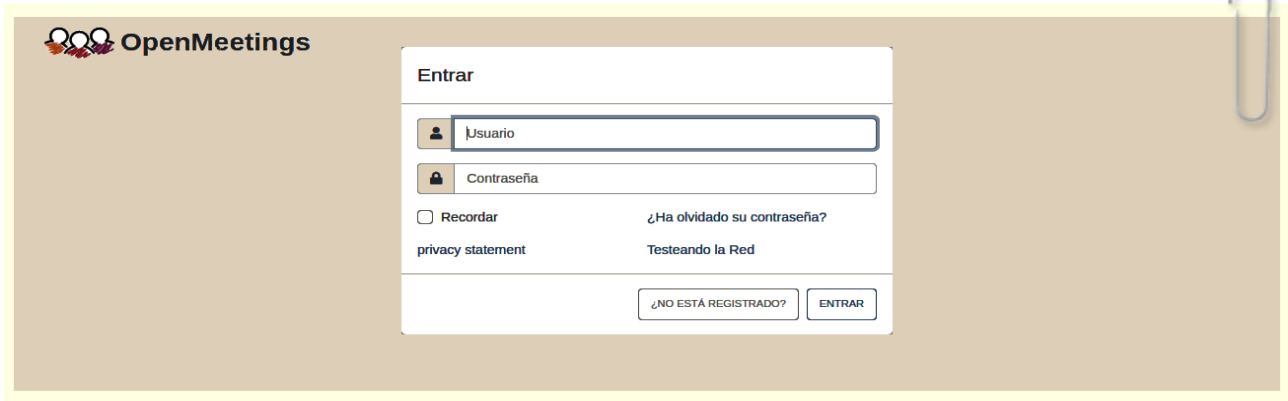 OpenMeetings
Entrar
Usuario
Contraseña
Recordar
¿Ha olvidado su contraseña?
privacy statement
Testeando la Red
¿NO ESTÁ REGISTRADO?
ENTRAR